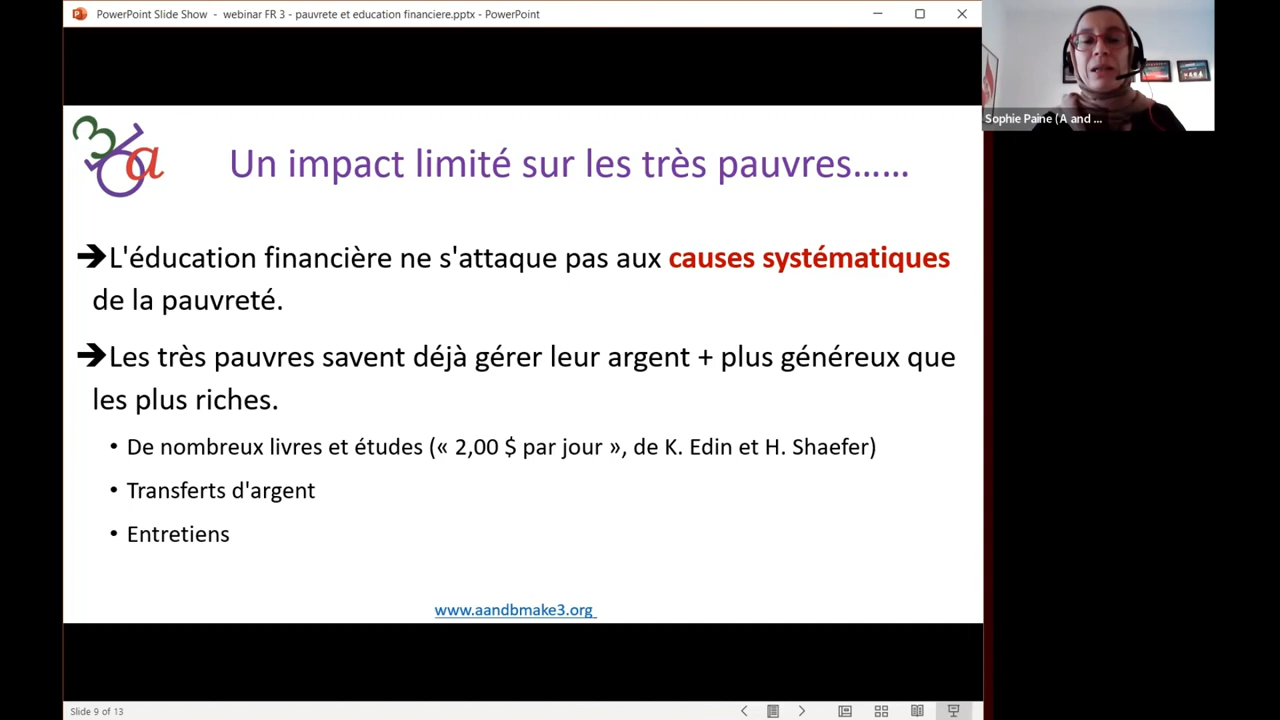 PowerPoint Slide Show - webinar FR 3 - pauvrete et education financiere.pptx - PowerPoint
Sophie Paine (A and ...
36a
Un impact limité sur les très pauvres......
➔L'éducation financière ne s'attaque pas aux causes systématiques
de la pauvreté.
➔Les très pauvres savent déjà gérer leur argent + plus généreux que
les plus riches.
• De nombreux livres et études (« 2,00 $ par jour », de K. Edin et H. Shaefer)
• Transferts d'argent
• Entretiens
www.aandbmake3.org
Slide 9 of 13